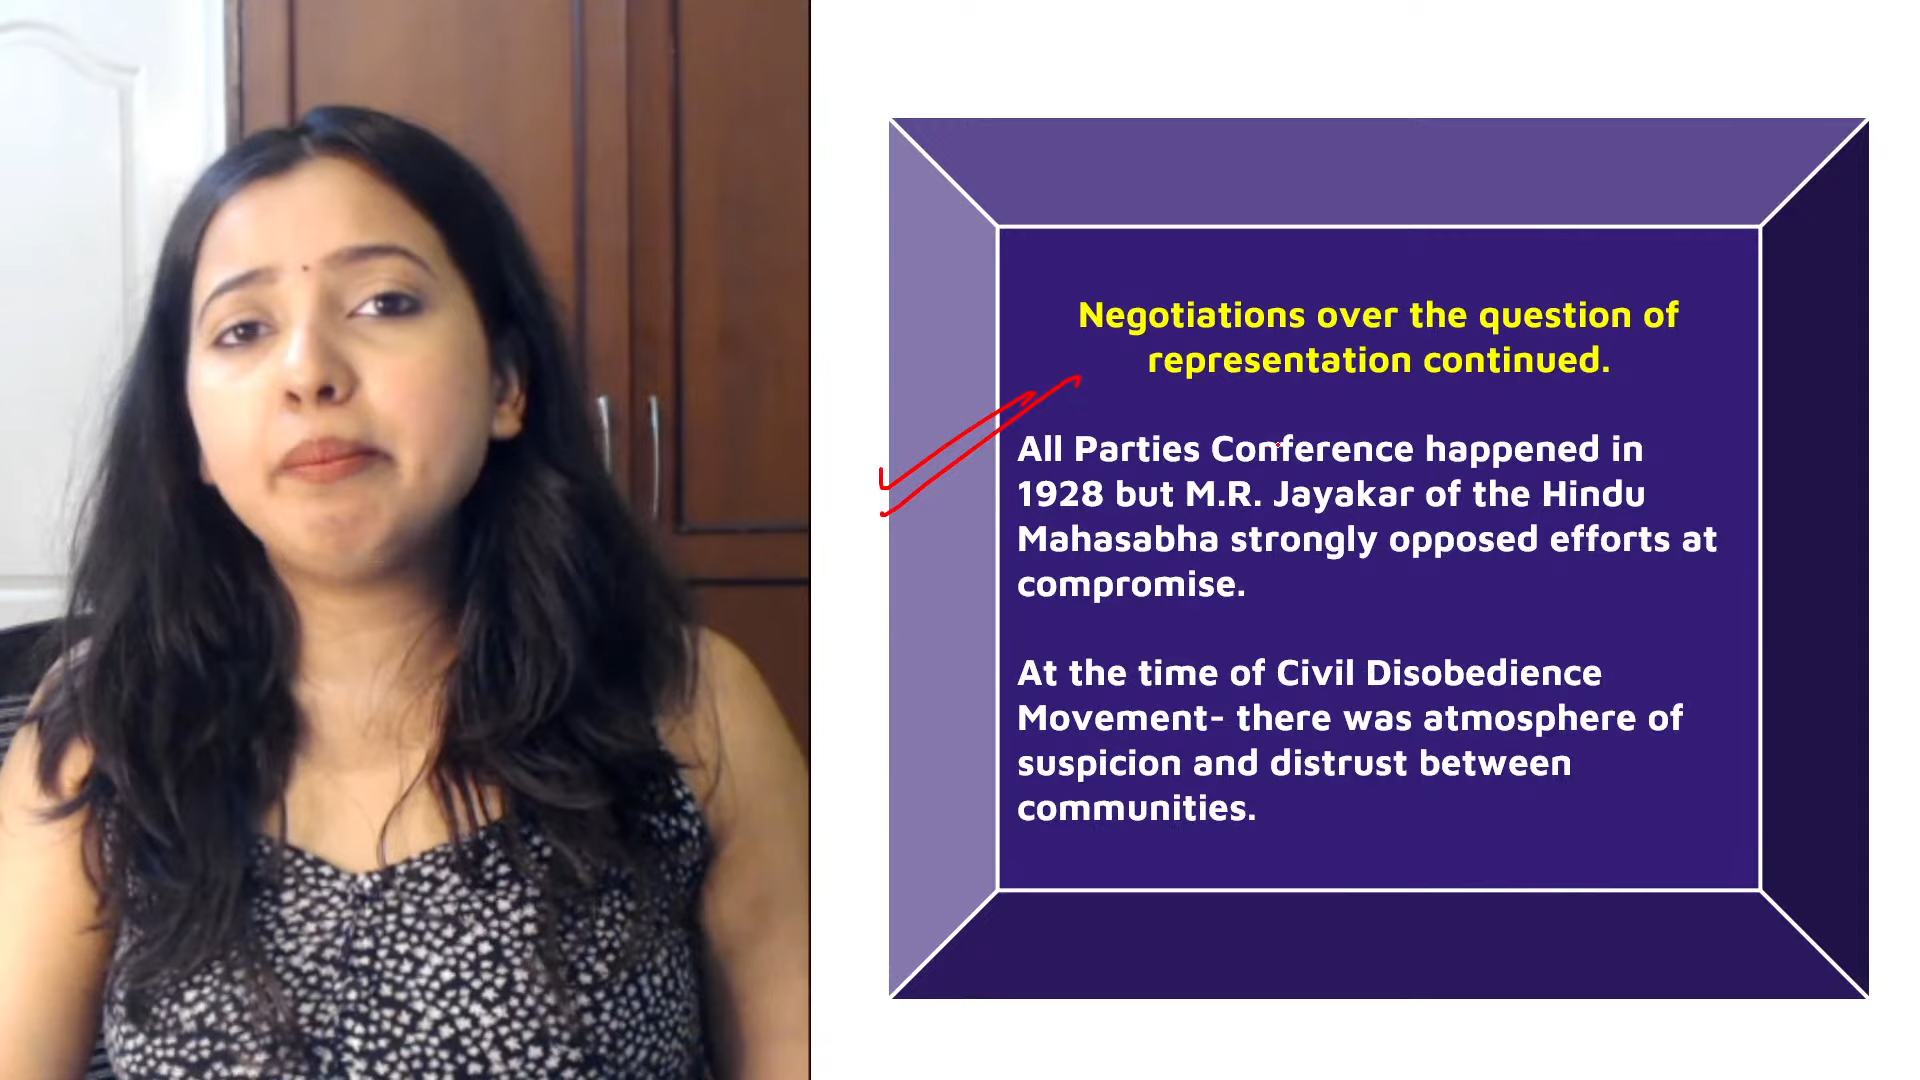 Negotiations over the question of
representation continued.
All Parties Conference happened in
1928 but M.R. Jayakar of the Hindu
Mahasabha strongly opposed efforts at
compromise.
At the time of Civil Disobedience
Movement- there was atmosphere of
suspicion and distrust between
communities.